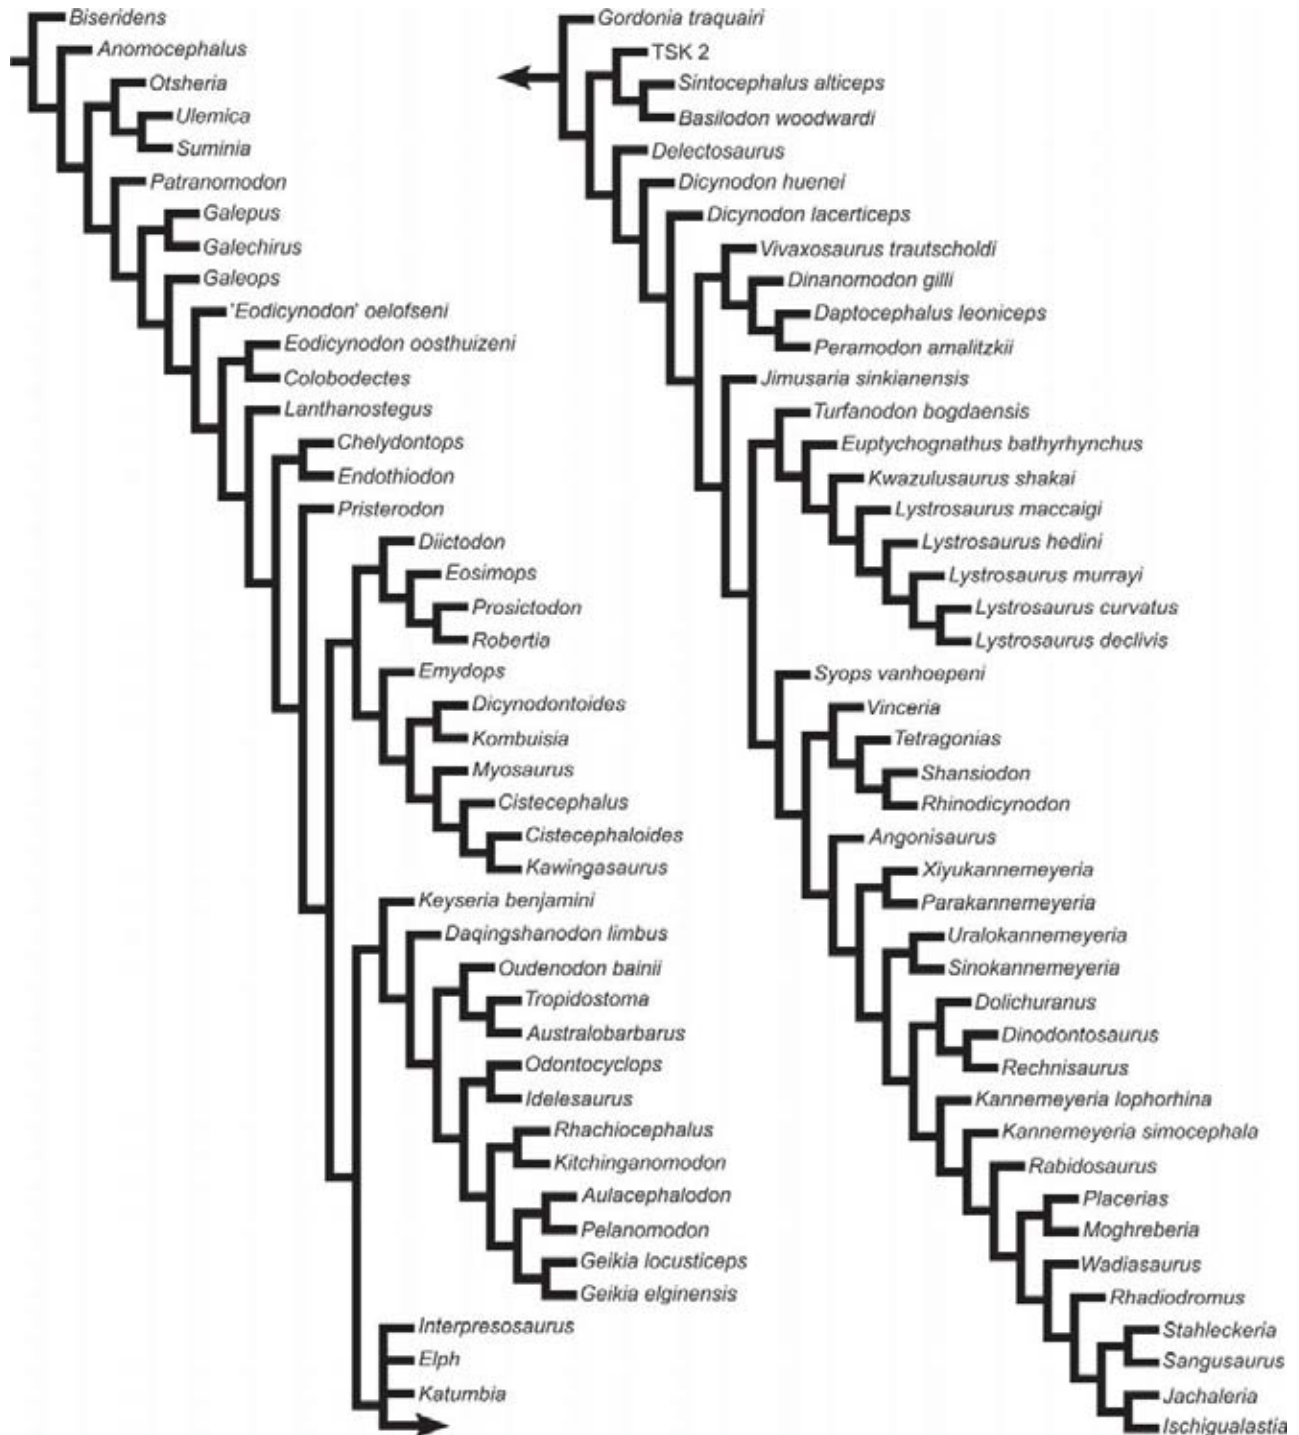 Biseridens
Anomocephalus
Otsheria
Ulemica
Suminia
Patranomodon
Galepus
Galechirus
Galeops
'Eodicynodon' oelofseni
Eodicynodon oosthuizeni
Colobodectes
Lanthanostegus
Chelydontops
Endothiodon
Pristerodon
Diictodon
Eosimops
Prosictodon
Robertia
Emydops
Dicynodontoides
Kombuisia
Myosaurus
Cistecephalus
Cistecephaloides
Kawingasaurus
Keyseria benjamini
Daqingshanodon limbus
Oudenodon bainii
Tropidostoma
Australobarbarus
Odontocyclops
Idelesaurus
Rhachiocephalus
Kitchinganomodon
Aulacephalodon
Pelanomodon
Geikia locusticeps
Geikia elginensis
Interpresosaurus
Elph
Katumbia
Gordonia traquairi
TSK 2
Sintocephalus alticeps
Basilodon woodwardi
Delectosaurus
Dicynodon huenei
Dicynodon lacerticeps
Vivaxosaurus trautscholdi
Dinanomodon gilli
Daptocephalus leoniceps
Peramodon amalitzkii
Jimusaria sinkianensis
Turfanodon bogdaensis
Euptychognathus bathyrhynchus
Kwazulusaurus shakai
Lystrosaurus maccaigi
Lystrosaurus hedini
Lystrosaurus murrayi
Lystrosaurus curvatus
Lystrosaurus declivis
Syops vanhoepeni
Vinceria
Tetragonias
Shansiodon
Rhinodicynodon
Angonisaurus
Xiyukannemeyeria
Parakannemeyeria
Uralokannemeyeria
Sinokannemeyeria
Dolichuranus
Dinodontosaurus
Rechnisaurus
Kannemeyeria lophorhina
Kannemeyeria simocephala
Rabidosaurus
Placerias
Moghreberia
Wadiasaurus
Rhadiodromus
Stahleckeria
Sangusaurus
Jachaleria
Ischigualastia